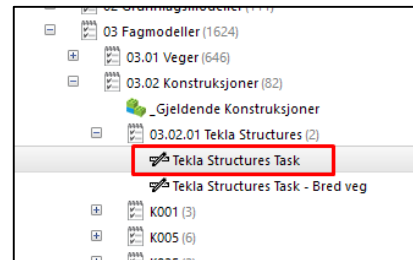 03 Fagmodeller (1624)
03.01 Veger (646)
03.02 Konstruksjoner (82)
_Gjeldende Konstruksjoner
03.02.01 Tekla Structures (2)
Tekla Structures Task
Tekla Structures Task - Bred veg
K001 (3)
K005 (6)